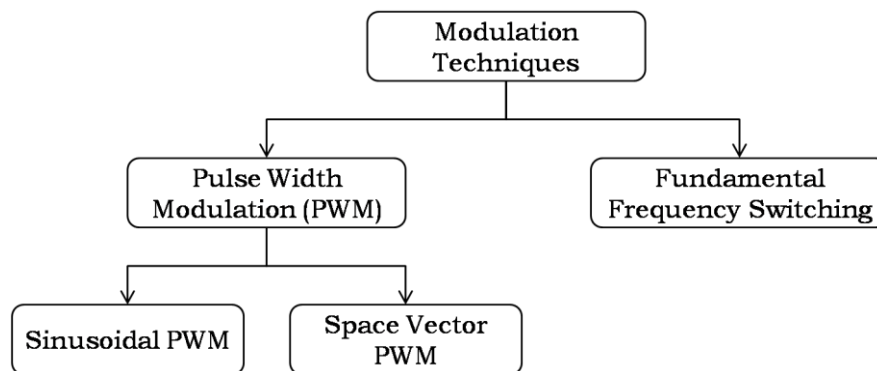 Modulation
Techniques
Pulse Width
Modulation (PWM)
Fundamental
Frequency Switching
Sinusoidal PWM
Space Vector
PWM